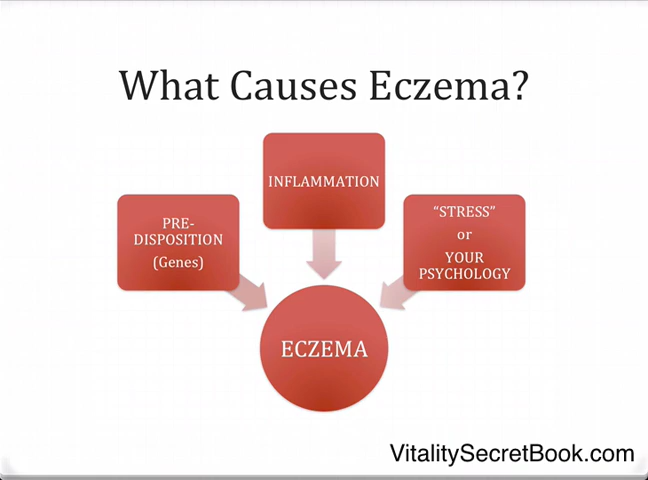 What Causes Eczema?
INFLAMMATION
PRE-
DISPOSITION
(Genes)
“STRESS”
or
YOUR
PSYCHOLOGY
ECZEMA
VitalitySecretBook.com